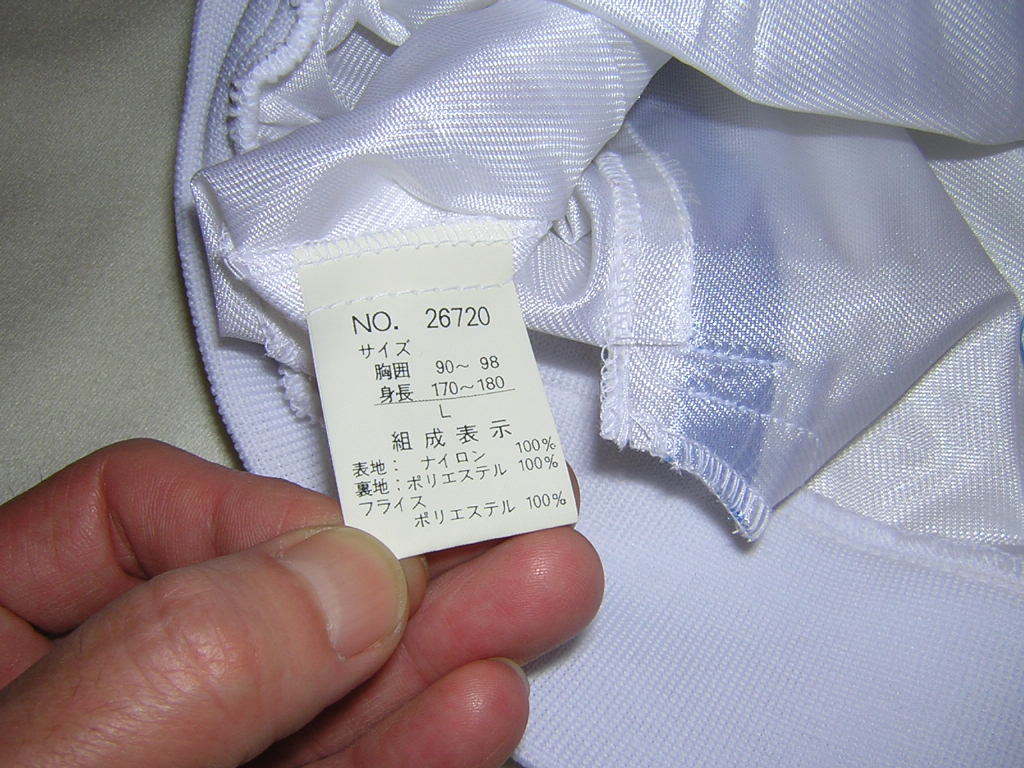 NO. 26720
サイズ
胸囲 90～98
身長 170～180
L
組成表示
表地： ナイロン 100%
裏地：ポリエステル 100%
フライス
ポリエステル 100%